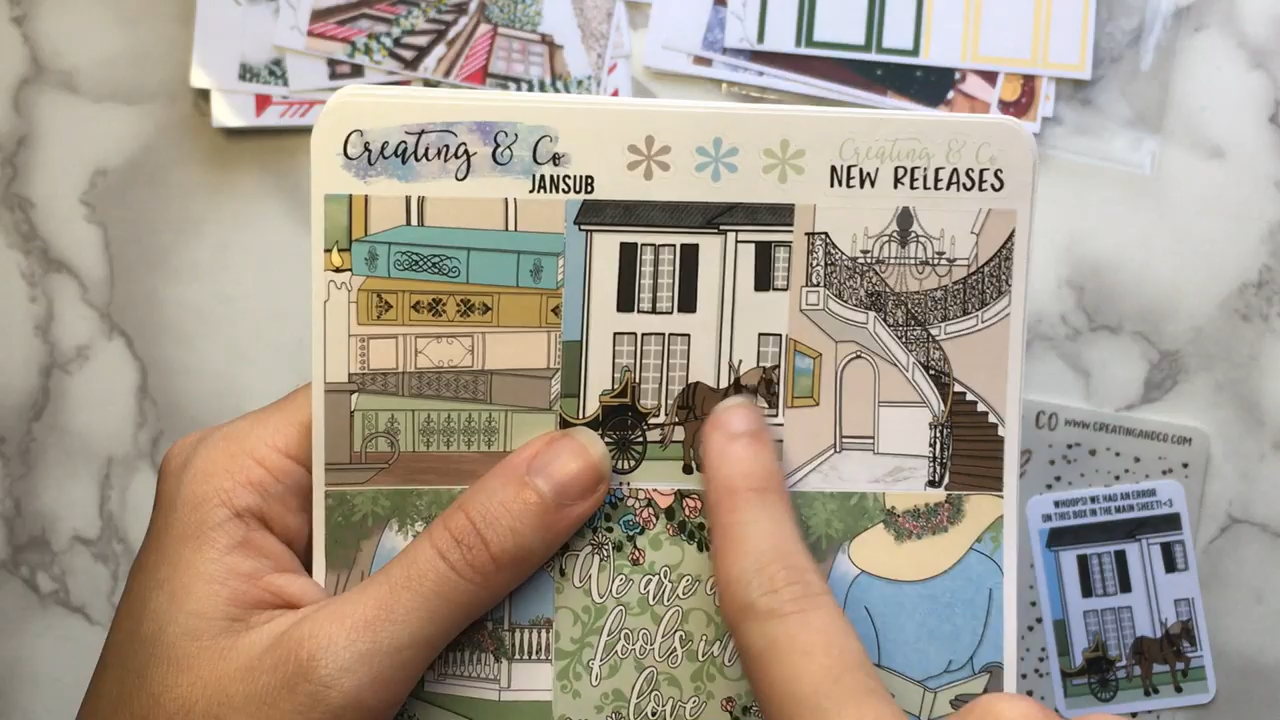 Creating & Co
JANSUB
Creating & Co
NEW RELEASES
We are a
fools in
love
CO WWW.CREATINGANDCO.COM
WHOOPS! WE HAD AN ERROR
ON THIS BOX IN THE MAIN SHEET! <3